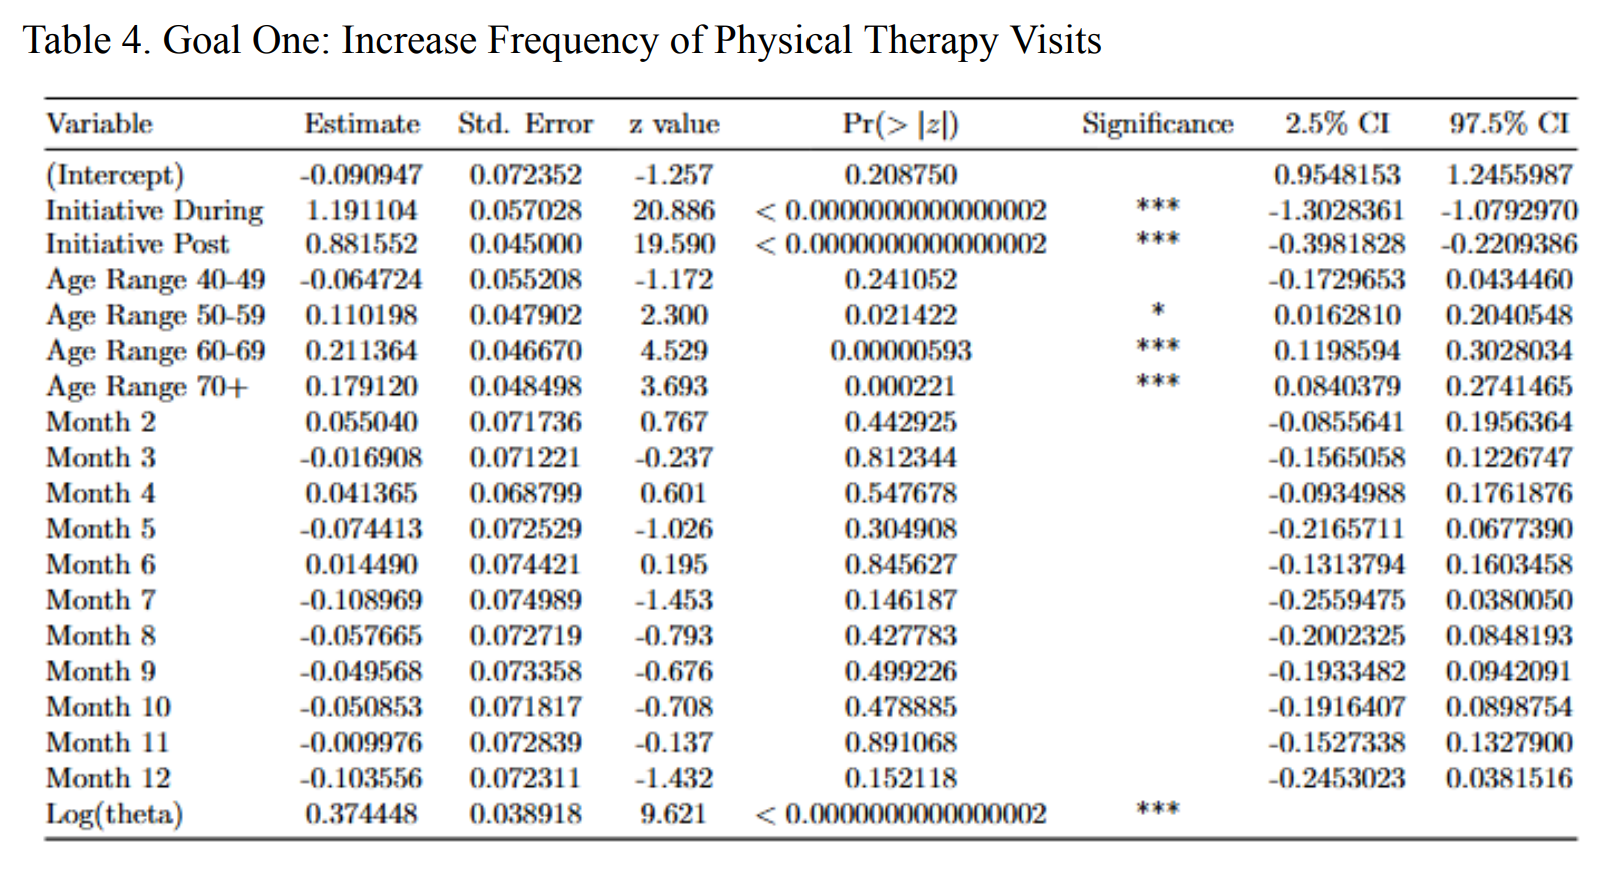 Table 4. Goal One: Increase Frequency of Physical Therapy Visits
Variable Estimate Std. Error z value Pr(> |z|) Significance 2.5% CI 97.5% CI
(Intercept) -0.090947 0.072352 -1.257 0.208750 0.9548153 1.2455987
Initiative During 1.191104 0.057028 20.886 < 0.0000000000000002 *** -1.3028361 -1.0792970
Initiative Post 0.881552 0.045000 19.590 < 0.0000000000000002 *** -0.3981828 -0.2209386
Age Range 40-49 -0.064724 0.055208 -1.172 0.241052 -0.1729653 0.0434460
Age Range 50-59 0.110198 0.047902 2.300 0.021422 * 0.0162810 0.2040548
Age Range 60-69 0.211364 0.046670 4.529 0.00000593 *** 0.1198594 0.3028034
Age Range 70+ 0.179120 0.048498 3.693 0.000221 *** 0.0840379 0.2741465
Month 2 0.055040 0.071736 0.767 0.442925 -0.0855641 0.1956364
Month 3 -0.016908 0.071221 -0.237 0.812344 -0.1565058 0.1226747
Month 4 0.041365 0.068799 0.601 0.547678 -0.0934988 0.1761876
Month 5 -0.074413 0.072529 -1.026 0.304908 -0.2165711 0.0677390
Month 6 0.014490 0.074421 0.195 0.845627 -0.1313794 0.1603458
Month 7 -0.108969 0.074989 -1.453 0.146187 -0.2559475 0.0380050
Month 8 -0.057665 0.072719 -0.793 0.427783 -0.2002325 0.0848193
Month 9 -0.049568 0.073358 -0.676 0.499226 -0.1933482 0.0942091
Month 10 -0.050853 0.071817 -0.708 0.478885 -0.1916407 0.0898754
Month 11 -0.009976 0.072839 -0.137 0.891068 -0.1527338 0.1327900
Month 12 -0.103556 0.072311 -1.432 0.152118 -0.2453023 0.0381516
Log(theta) 0.374448 0.038918 9.621 < 0.0000000000000002 ***